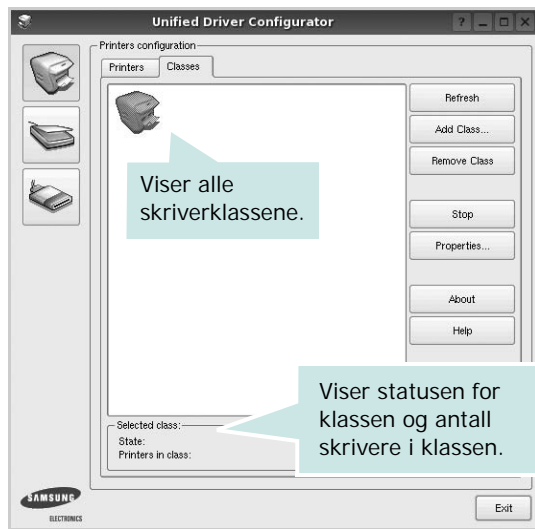 Unified Driver Configurator
Printers configuration
Printers Classes
Refresh
Add Class...
Remove Class
Viser alle
skriverklassene.
Stop
Properties...
About
Help
Viser statusen for
klassen og antall
skrivere i klassen.
Selected class:
State:
Printers in class:
SAMSUNG
ELECTRONICS
Exit